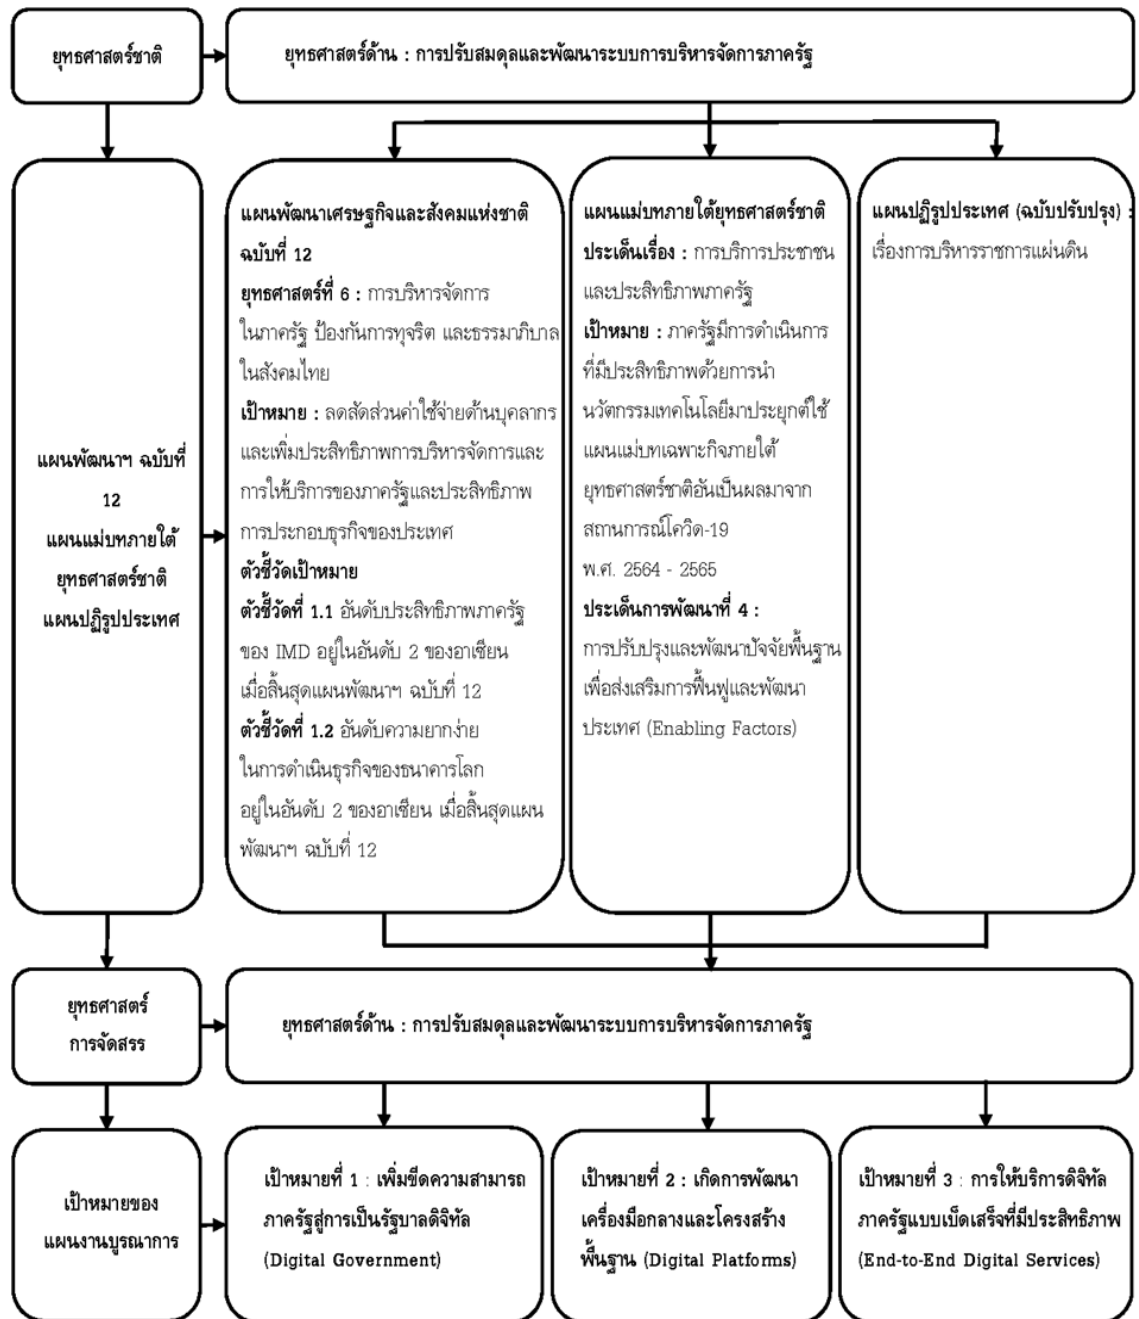 ยุทธศาสตร์ชาติ
ยุทธศาสตร์ด้าน : การปรับสมดุลและพัฒนาระบบการบริหารจัดการภาครัฐ
แผนพัฒนาฯ ฉบับที่
12
แผนแม่บทภายใต้
ยุทธศาสตร์ชาติ
แผนปฏิรูปประเทศ
แผนพัฒนาเศรษฐกิจและสังคมแห่งชาติ
ฉบับที่ 12
ยุทธศาสตร์ที่ 6 : การบริหารจัดการ
ในภาครัฐ ป้องกันการทุจริต และธรรมาภิบาล
ในสังคมไทย
เป้าหมาย : ลดสัดส่วนค่าใช้จ่ายด้านบุคลากร
และเพิ่มประสิทธิภาพการบริหารจัดการและ
การให้บริการของภาครัฐและประสิทธิภาพ
การประกอบธุรกิจของประเทศ
ตัวชี้วัดเป้าหมาย
ตัวชี้วัดที่ 1.1 อันดับประสิทธิภาพภาครัฐ
ของ IMD อยู่ในอันดับ 2 ของอาเซียน
เมื่อสิ้นสุดแผนพัฒนาฯ ฉบับที่ 12
ตัวชี้วัดที่ 1.2 อันดับความยากง่าย
ในการดำเนินธุรกิจของธนาคารโลก
อยู่ในอันดับ 2 ของอาเซียน เมื่อสิ้นสุดแผน
พัฒนาฯ ฉบับที่ 12
แผนแม่บทภายใต้ยุทธศาสตร์ชาติ
ประเด็นเรื่อง : การบริการประชาชน
และประสิทธิภาพภาครัฐ
เป้าหมาย : ภาครัฐมีการดำเนินการ
ที่มีประสิทธิภาพด้วยการนำ
นวัตกรรมเทคโนโลยีมาประยุกต์ใช้
แผนแม่บทเฉพาะกิจภายใต้
ยุทธศาสตร์ชาติอันเป็นผลมาจาก
สถานการณ์โควิด-19
พ.ศ. 2564 - 2565
ประเด็นการพัฒนาที่ 4 :
การปรับปรุงและพัฒนาปัจจัยพื้นฐาน
เพื่อส่งเสริมการฟื้นฟูและพัฒนา
ประเทศ (Enabling Factors)
แผนปฏิรูปประเทศ (ฉบับปรับปรุง) :
เรื่องการบริหารราชการแผ่นดิน
ยุทธศาสตร์
การจัดสรร
ยุทธศาสตร์ด้าน : การปรับสมดุลและพัฒนาระบบการบริหารจัดการภาครัฐ
เป้าหมายของ
แผนงานบูรณาการ
เป้าหมายที่ 1 : เพิ่มขีดความสามารถ
ภาครัฐสู่การเป็นรัฐบาลดิจิทัล
(Digital Government)
เป้าหมายที่ 2 : เกิดการพัฒนา
เครื่องมือกลางและโครงสร้าง
พื้นฐาน (Digital Platforms)
เป้าหมายที่ 3 : การให้บริการดิจิทัล
ภาครัฐแบบเบ็ดเสร็จที่มีประสิทธิภาพ
(End-to-End Digital Services)